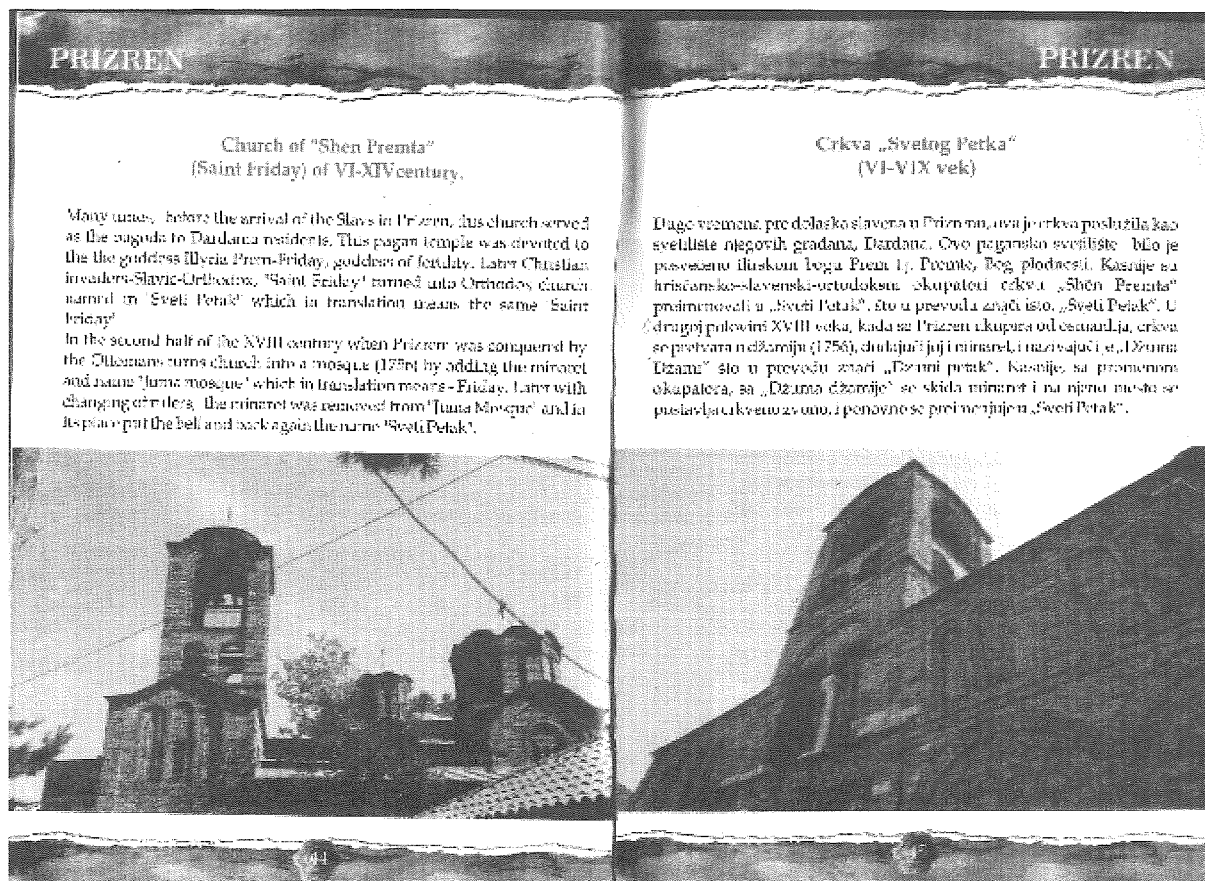 PRIZREN
Church of "Shen Premta"
(Saint Friday) of VI-XIV century.
Many times, before the arrival of the Slavs in Prizren, this church served
as the pagoda to Dardania residents. This pagan temple was devoted to
the the goddess Illyria Prem-Friday, goddess of fertility. Later Christian
invaders-Slavic-Orthodox, "Saint Friday" turned into Orthodox church
named in "Sveti Petak" which in translation means the same "Saint
Friday"
In the second half of the XVIII century when Prizren was conquered by
the Ottomans turns church into a mosque (1756) by adding the minaret
and name "Juma mosque" which in translation means - Friday. Later with
changing of rulers, the minaret was removed from "Juma Mosque" and in
its place put the bell and back again the name "Sveti Petak".
44
PRIZREN
Crkva „Svetog Petka“
(VI-VIX vek)
Dugo vremena pre dolaska slavena u Prizren, ova je crkva poslužila kao
svetilište njegovih građana, Dardana. Ovo pagansko svetilište bilo je
posvećeno ilirskom bogu Prem tj. Premte, Bog plodnosti. Kasnije su
hrišćansko-slavenski-ortodoksni okupatori crkvu „Shën Premta“
preimenovali u „Sveti Petak“, što u prevodu znači isto, „Sveti Petak“. U
drugoj polovini XVIII veka, kada se Prizren okupira od osmanlija, crkva
se pretvara u džamiju (1756), dodajući joj i minaret, i nazivajući je „Džuma
Džami“ što u prevodu znači „Džumi petak“. Kasnije, sa promenom
okupatora, sa „Džuma džamije“ se skida minaret i na njeno mesto se
postavlja crkveno zvono, i ponovno se preimenjuje u „Sveti Petak“.